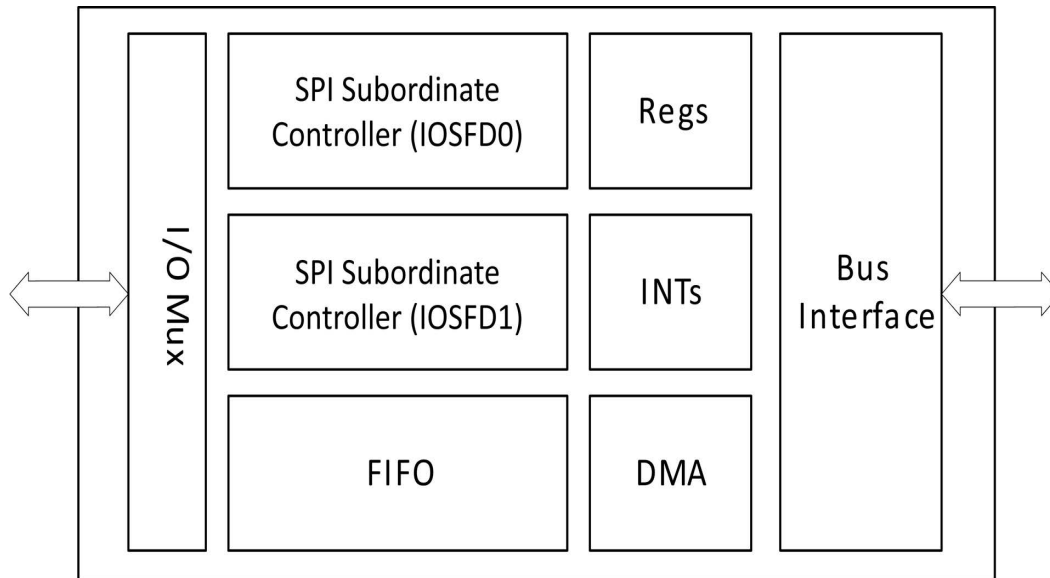 I/O Mux
SPI Subordinate
Controller (IOSFD0)
Regs
SPI Subordinate
Controller (IOSFD1)
INTs
FIFO
DMA
Bus
Interface